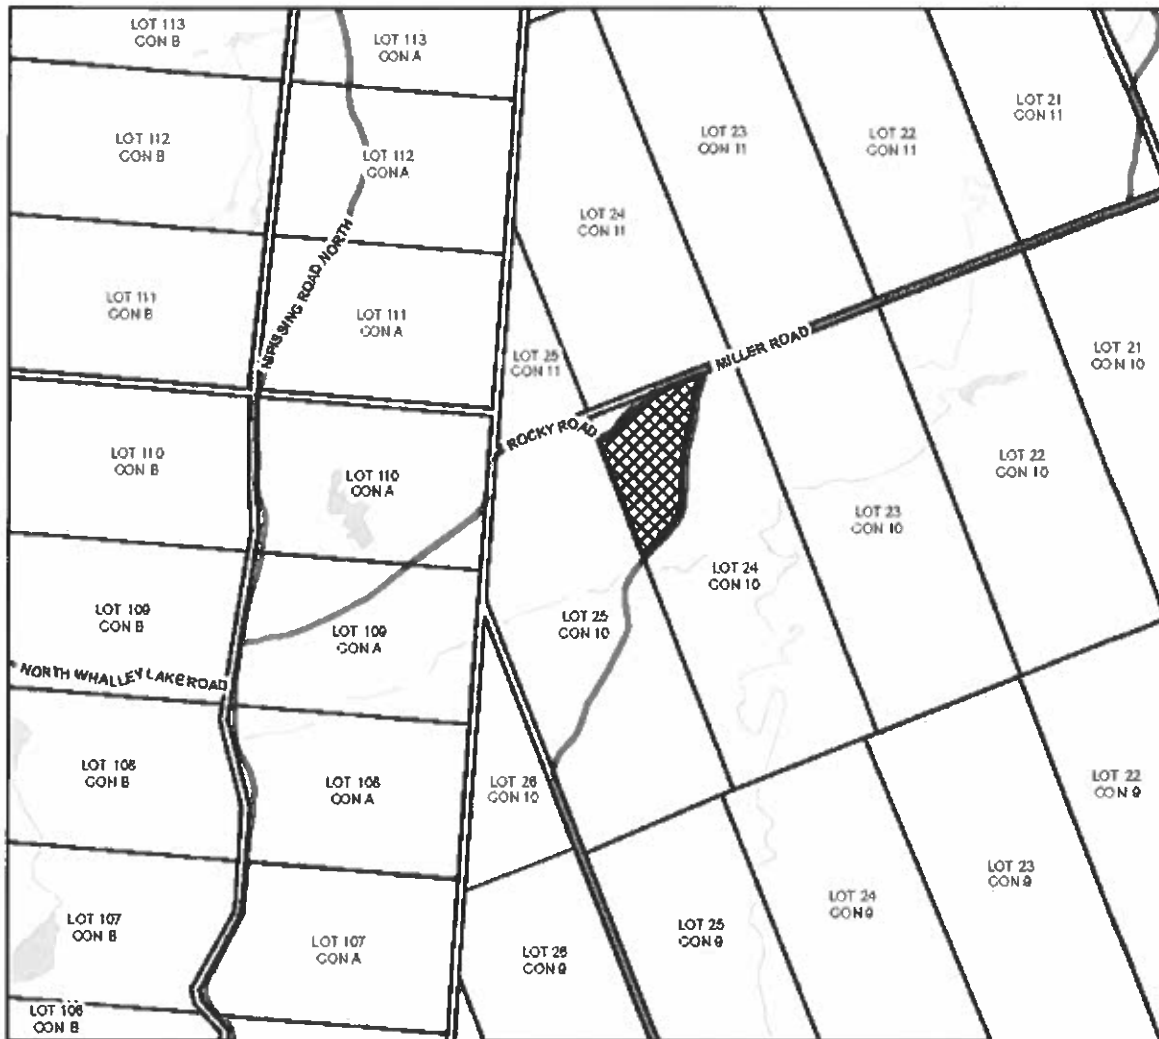 LOT 113
CON B
LOT 113
CON A
LOT 112
CON B
LOT 112
CON A
LOT 23
CON 11
LOT 22
CON 11
LOT 21
CON 11
LOT 24
CON 11
NIPISSING ROAD NORTH
LOT 111
CON B
LOT 111
CON A
LOT 25
CON 11
MILLER ROAD
LOT 21
CON 10
ROCKY ROAD
LOT 110
CON B
LOT 110
CON A
LOT 22
CON 10
LOT 23
CON 10
LOT 24
CON 10
LOT 109
CON B
LOT 109
CON A
LOT 25
CON 10
NORTH WHALLEY LAKE ROAD
LOT 108
CON B
LOT 108
CON A
LOT 26
CON 10
LOT 22
CON 9
LOT 23
CON 9
LOT 24
CON 9
LOT 107
CON B
LOT 107
CON A
LOT 25
CON 9
LOT 26
CON 9
LOT 106
CON B